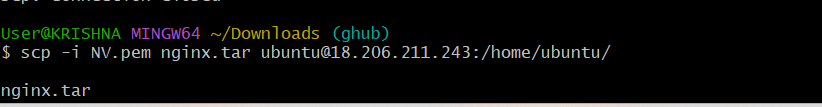 User@KRISHNA MINGW64 ~/Downloads (ghub)
$ scp -i NV.pem nginx.tar ubuntu@18.206.211.243:/home/ubuntu/
nginx.tar